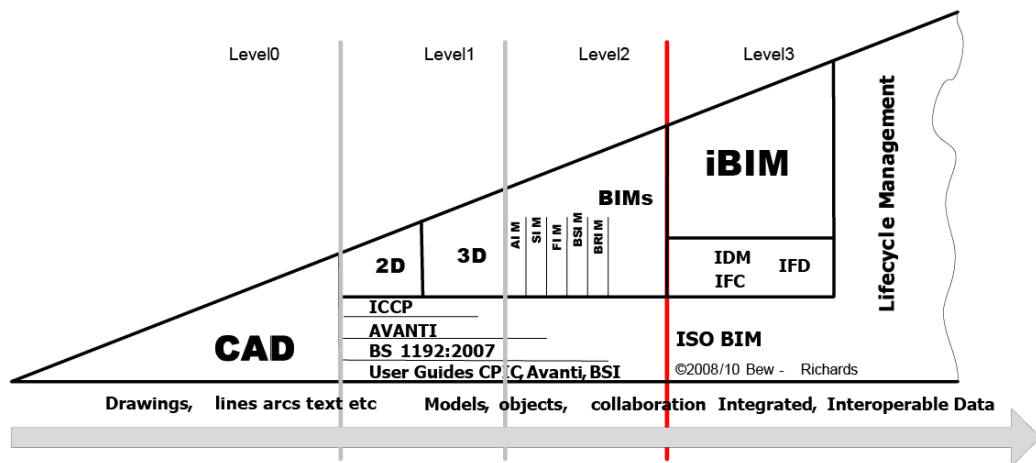 Level0 Level1 Level2 Level3
CAD
2D
3D
AIM
SIM
FIM
BSIM
BRIM
BIMs
iBIM
IDM IFD
IFC
Lifecycle Management
ICCP
AVANTI
BS 1192:2007
User Guides CPIC, Avanti, BSI
ISO BIM
©2008/10 Bew - Richards
Drawings, lines arcs text etc Models, objects, collaboration Integrated, Interoperable Data